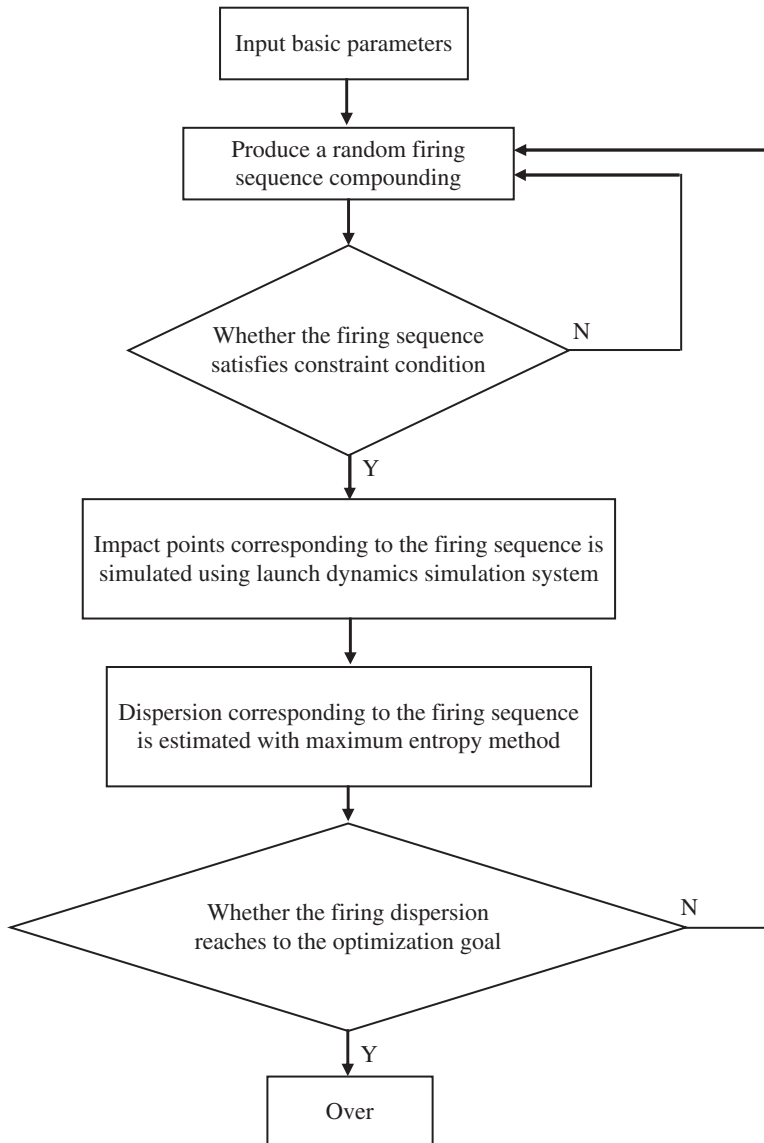 Input basic parameters
Produce a random firing
sequence compounding
Whether the firing sequence
satisfies constraint condition
N
Y
Impact points corresponding to the firing sequence is
simulated using launch dynamics simulation system
Dispersion corresponding to the firing sequence
is estimated with maximum entropy method
Whether the firing dispersion
reaches to the optimization goal
N
Y
Over